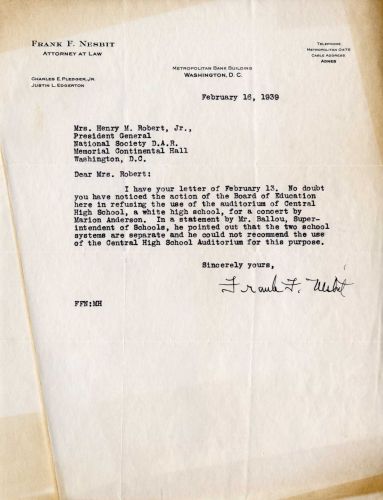 FRANK F. NESBIT
ATTORNEY AT LAW
CHARLES E. PLEDGER, JR.
JUSTIN L. EDGERTON
METROPOLITAN BANK BUILDING
WASHINGTON, D. C.
TELEPHONE
METROPOLITAN 0475
CABLE ADDRESS
February 16, 1939
Mrs. Henry M. Robert, Jr.,
President General
National Society D.A.R.
Memorial Continental Hall
Washington, D.C.
Dear Mrs. Robert:
I have your letter of February 13. No doubt
you have noticed the action of the Board of Education
here in refusing the use of the auditorium of Central
High School, a white high school, for a concert by
Marion Anderson. In a statement by Mr. Ballou, Super-
intendent of Schools, he pointed out that the two school
systems are separate and he could not recommend the use
of the Central High School Auditorium for this purpose.
Sincerely yours,
Frank F. Nesbit
FFN:MH